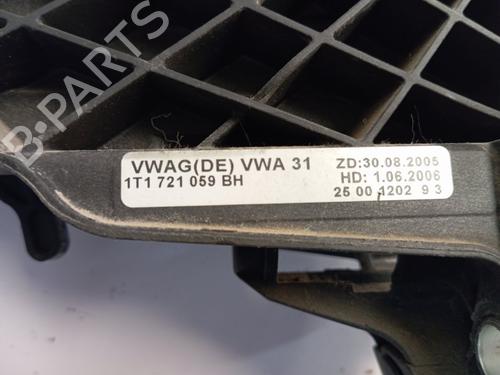 B-PARTS
VWAG(DE) VWA 31 ZD:30.08.2005
1T1 721 059 BH HD: 1.06.2006
25 00 1202 9 3